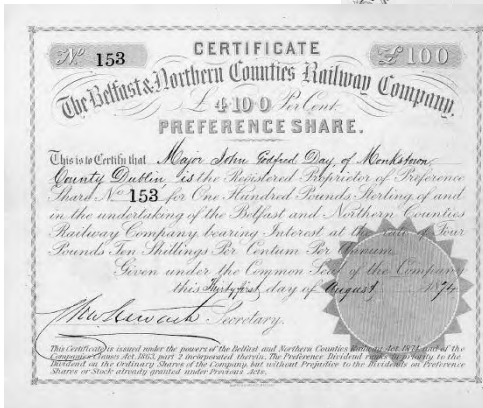 No 153
CERTIFICATE
£ 100
The Belfast & Northern Counties Railway Company.
£ 4·10·0 Per Cent
PREFERENCE SHARE.
This is to Certify that Major John Godfred Day, of Monkstown,
County Dublin, is the Registered Proprietor of Preference
Share No 153, for One Hundred Pounds Sterling of and
in the undertaking of the Belfast and Northern Counties
Railway Company bearing Interest at the rate of Four
Pounds Ten Shillings Per Centum Per Annum.
Given under the Common Seal of the Company
this Thirty first day of August 1874
Secretary.
This Certificate is issued under the powers of the Belfast and Northern Counties Railway Act 1874 and of the
Companies Clauses Act, 1863, part 2 incorporated therein. The Preference Dividend is in priority to the
Dividend on the Ordinary Shares of the Company, but without Prejudice to the Dividends on Preference
Shares or Stock already granted under Previous Acts.